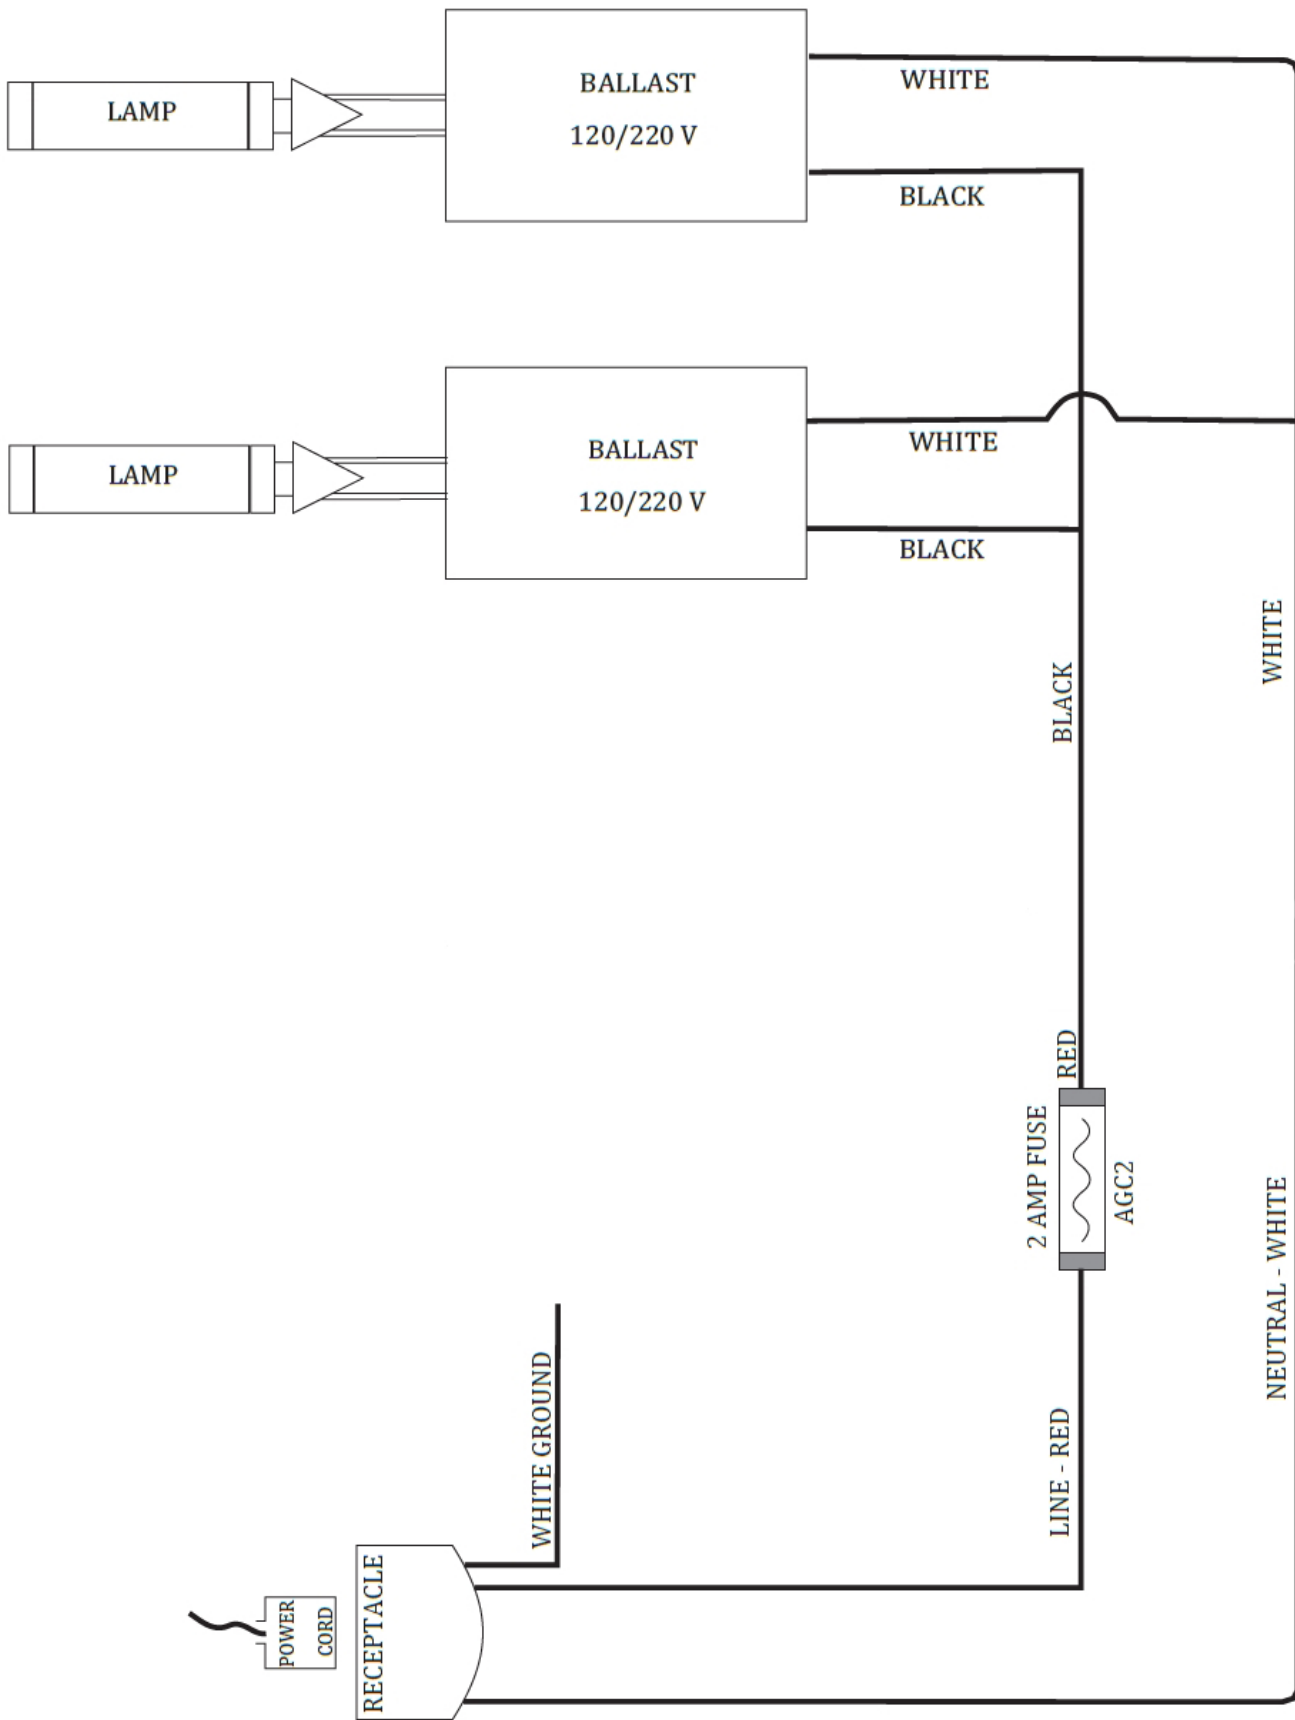 LAMP
BALLAST
120/220 V
WHITE
BLACK
LAMP
BALLAST
120/220 V
WHITE
BLACK
WHITE
BLACK
RED
2 AMP FUSE
AGC2
NEUTRAL - WHITE
WHITE GROUND
LINE - RED
RECEPTACLE
POWER
CORD